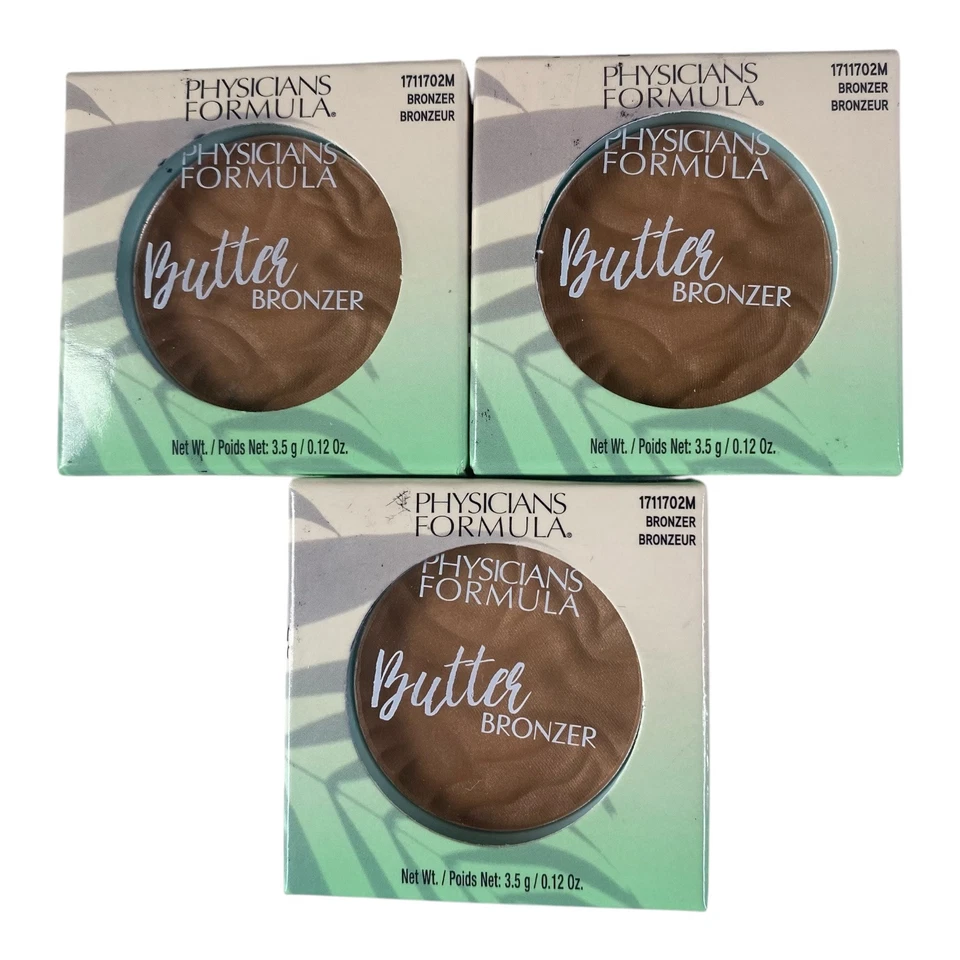 PHYSICIANS
FORMULA®
1711702M
BRONZER
BRONZEUR
PHYSICIANS
FORMULA
Butter
BRONZER
Net Wt. / Poids Net: 3.5 g / 0.12 Oz.
PHYSICIANS
FORMULA®
1711702M
BRONZER
BRONZEUR
PHYSICIANS
FORMULA
Butter
BRONZER
Net Wt. / Poids Net: 3.5 g / 0.12 Oz.
PHYSICIANS
FORMULA®
1711702M
BRONZER
BRONZEUR
PHYSICIANS
FORMULA
Butter
BRONZER
Net Wt. / Poids Net: 3.5 g / 0.12 Oz.